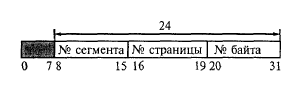 24
№ сегмента № страницы № байта
0 7 8 15 16 19 20 31